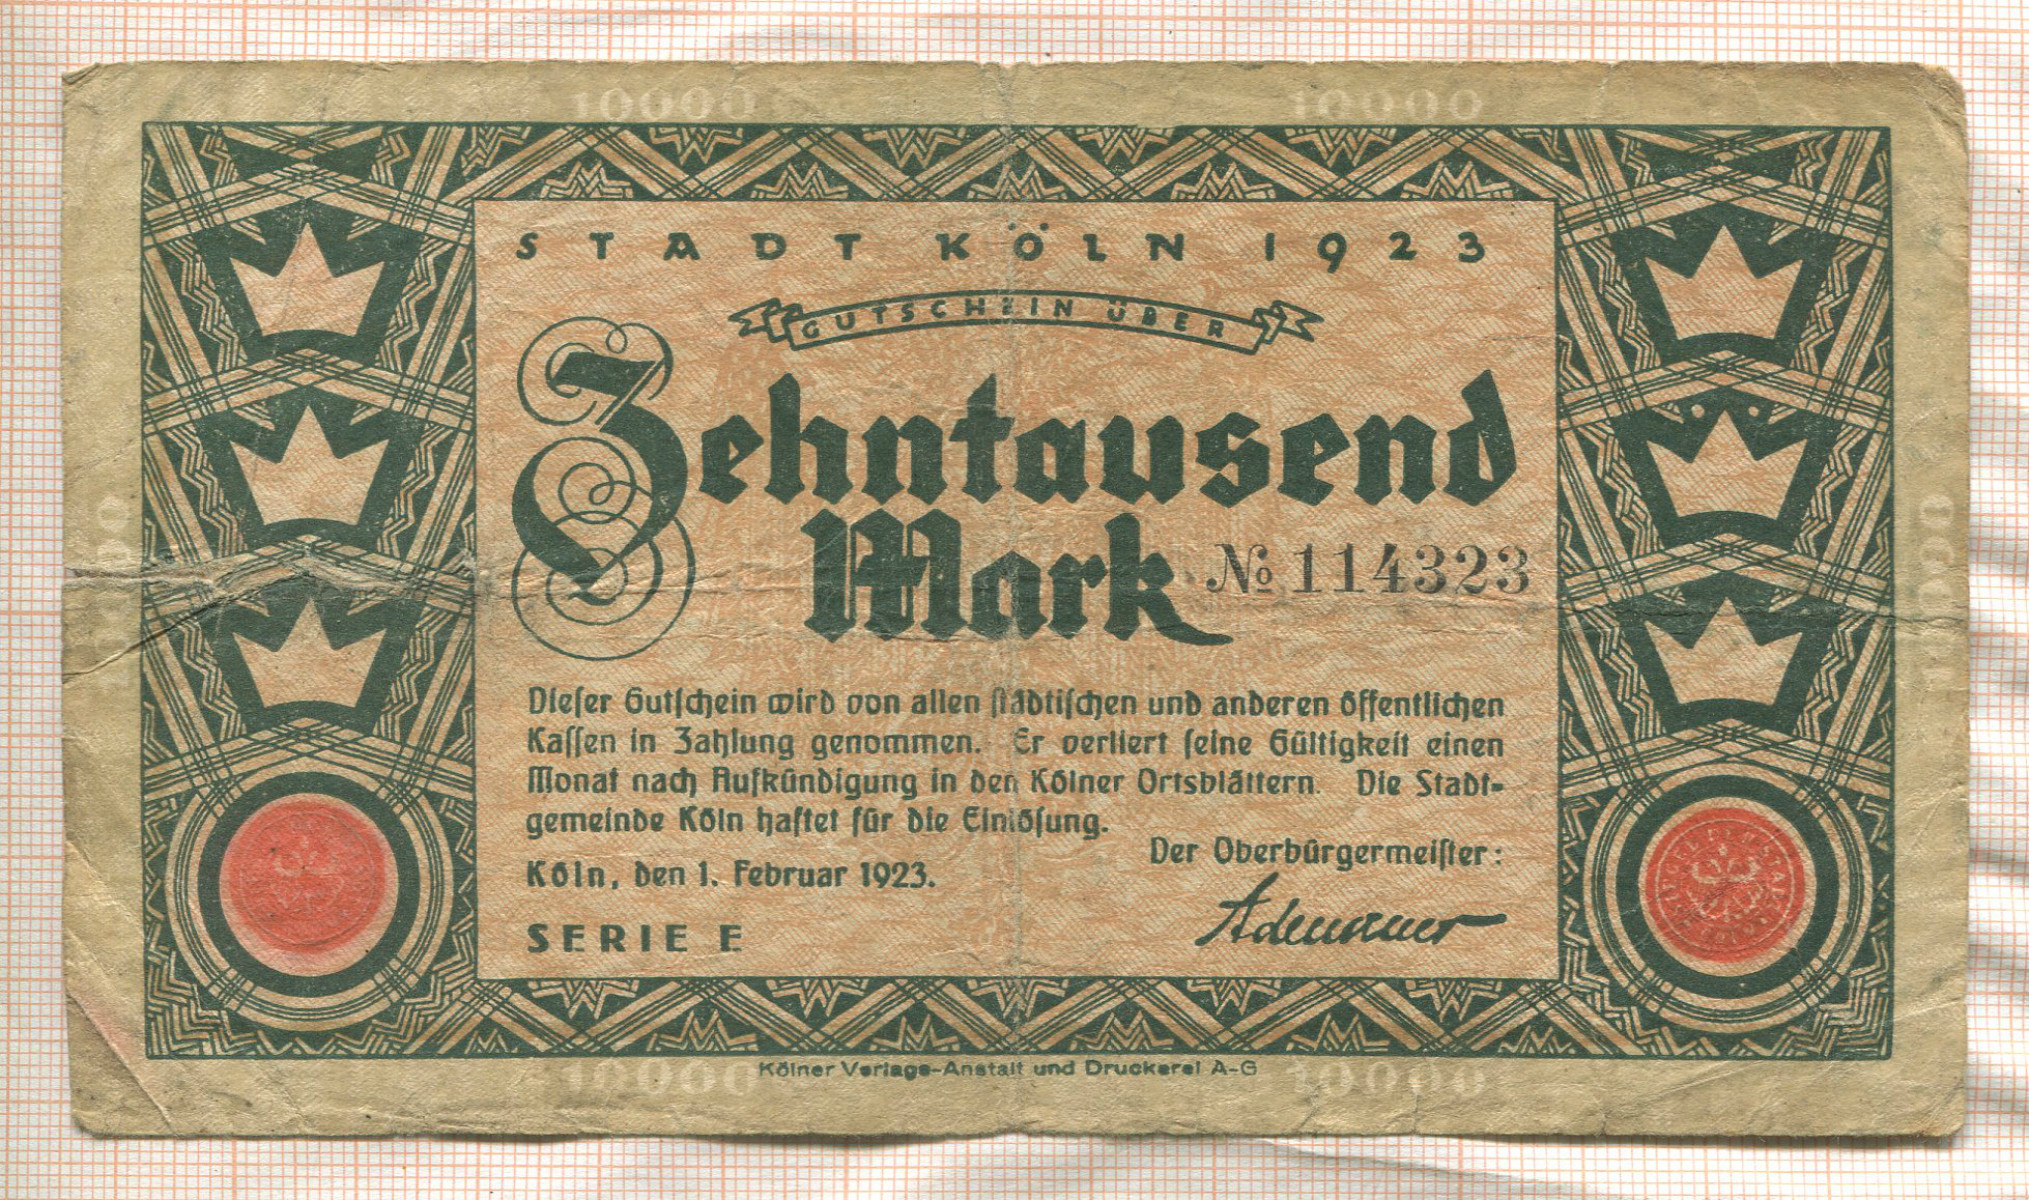 10000 10000
STADT KÖLN 1923
GUTSCHEIN ÜBER
Zehntausend
Mark
№ 114323
Dieser Gutschein wird von allen städtischen und anderen öffentlichen
Kassen in Zahlung genommen. Er verliert seine Gültigkeit einen
Monat nach Aufkündigung in den Kölner Ortsblättern. Die Stadt-
gemeinde Köln haftet für die Einlösung.
Der Oberbürgermeister:
Köln, den 1. Februar 1923.
Adenauer
SERIE E
Kölner Verlags-Anstalt und Druckerei A-G
10000 10000